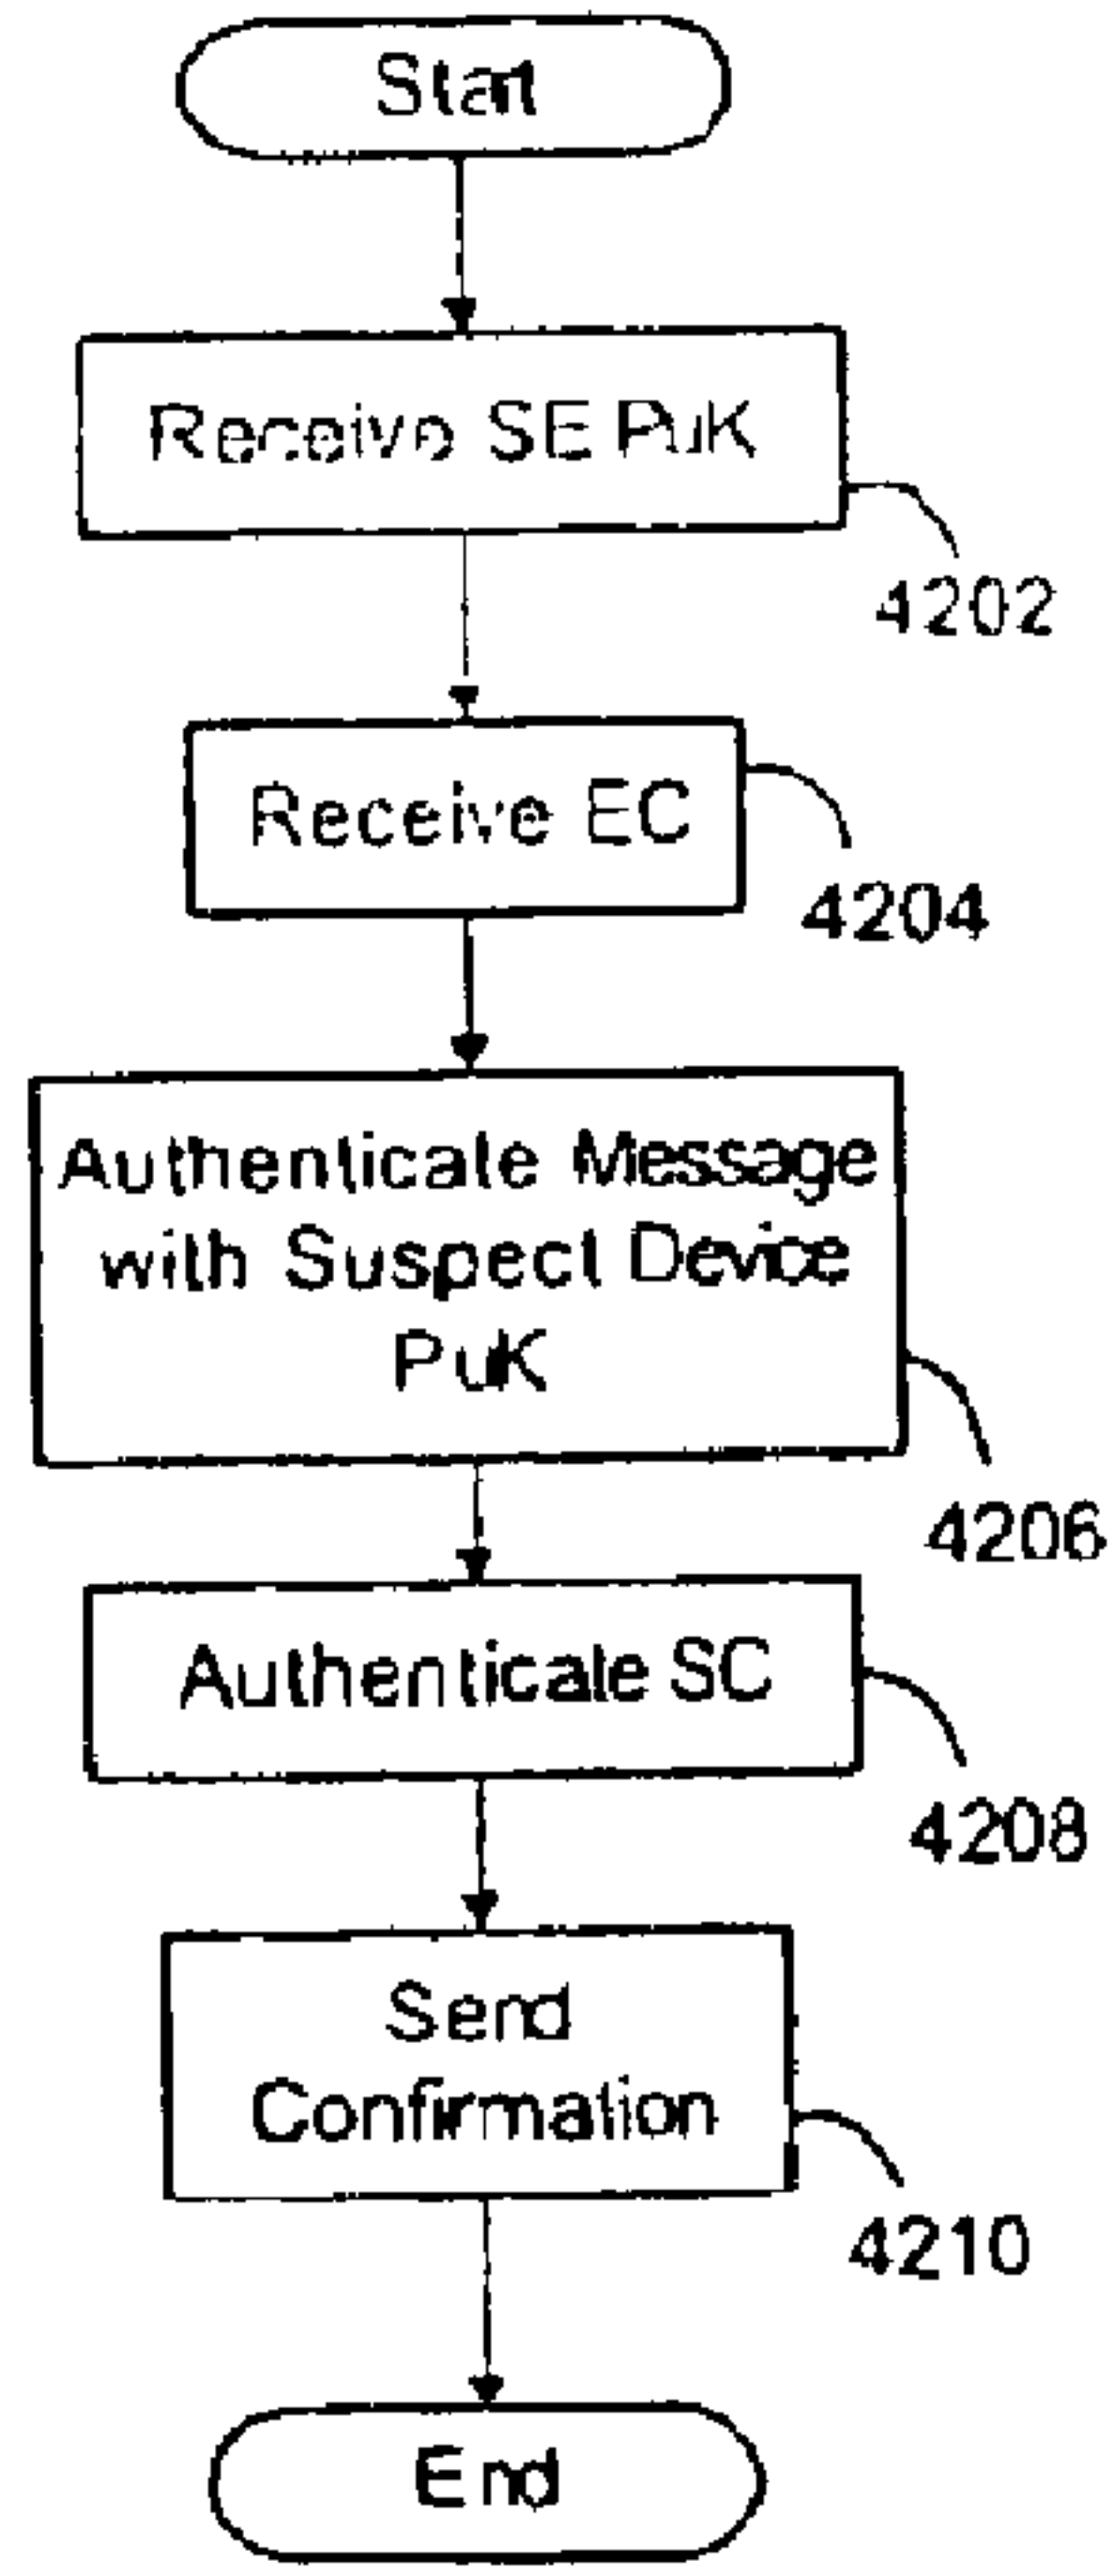 Start
Receive SE PuK
4202
Receive EC
4204
Authenticate Message
with Suspect Device
PuK
4206
Authenticate SC
4208
Send
Confirmation
4210
End